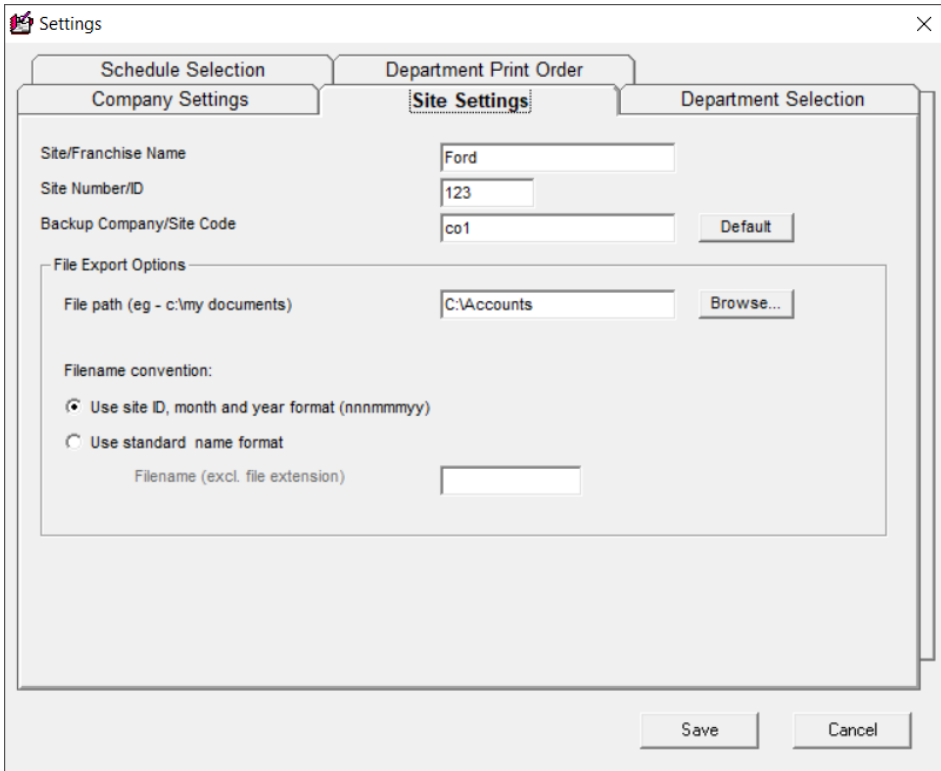 Settings
Schedule Selection Department Print Order
Company Settings Site Settings Department Selection
Site/Franchise Name Ford
Site Number/ID 123
Backup Company/Site Code co1 Default
File Export Options
File path (eg - c:\my documents) C:\Accounts Browse...
Filename convention:
Use site ID, month and year format (nnnmmmyy)
Use standard name format
Filename (excl. file extension)
Save Cancel